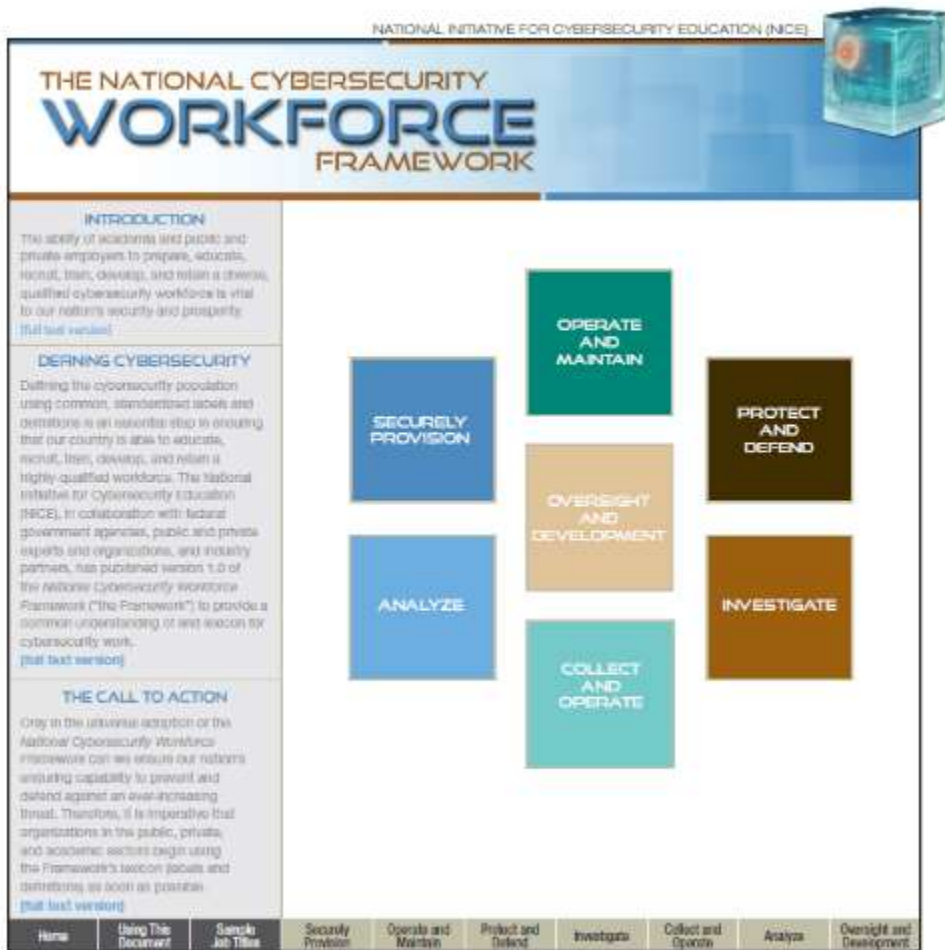 NATIONAL INITIATIVE FOR CYBERSECURITY EDUCATION (NICE)
THE NATIONAL CYBERSECURITY
WORKFORCE
FRAMEWORK
INTRODUCTION
The ability of academia and public and
private employers to prepare, educate,
recruit, train, develop, and retain a diverse,
qualified cybersecurity workforce is vital
to our nation's security and prosperity.
[full text version]
DEFINING CYBERSECURITY
Defining the cybersecurity population
using common, standardized labels and
definitions is an essential step in ensuring
that our country is able to educate,
recruit, train, develop, and retain a
highly-qualified workforce. The National
Initiative for Cybersecurity Education
(NICE), in collaboration with federal
government agencies, public and private
experts and organizations, and industry
partners, has published version 1.0 of
the National Cybersecurity Workforce
Framework ("the Framework") to provide a
common understanding of and lexicon for
cybersecurity work.
[full text version]
THE CALL TO ACTION
Only in the universal adoption of the
National Cybersecurity Workforce
Framework can we ensure our nation's
enduring capability to prevent and
defend against an ever-increasing
threat. Therefore, it is imperative that
organizations in the public, private,
and academic sectors begin using
the Framework's lexicon (labels and
definitions) as soon as possible.
[full text version]
OPERATE
AND
MAINTAIN
SECURELY
PROVISION
PROTECT
AND
DEFEND
OVERSIGHT
AND
DEVELOPMENT
ANALYZE
INVESTIGATE
COLLECT
AND
OPERATE
Home
Using This
Document
Sample
Job Titles
Securely
Provision
Operate and
Maintain
Protect and
Defend
Investigate
Collect and
Operate
Analyze
Oversight and
Development